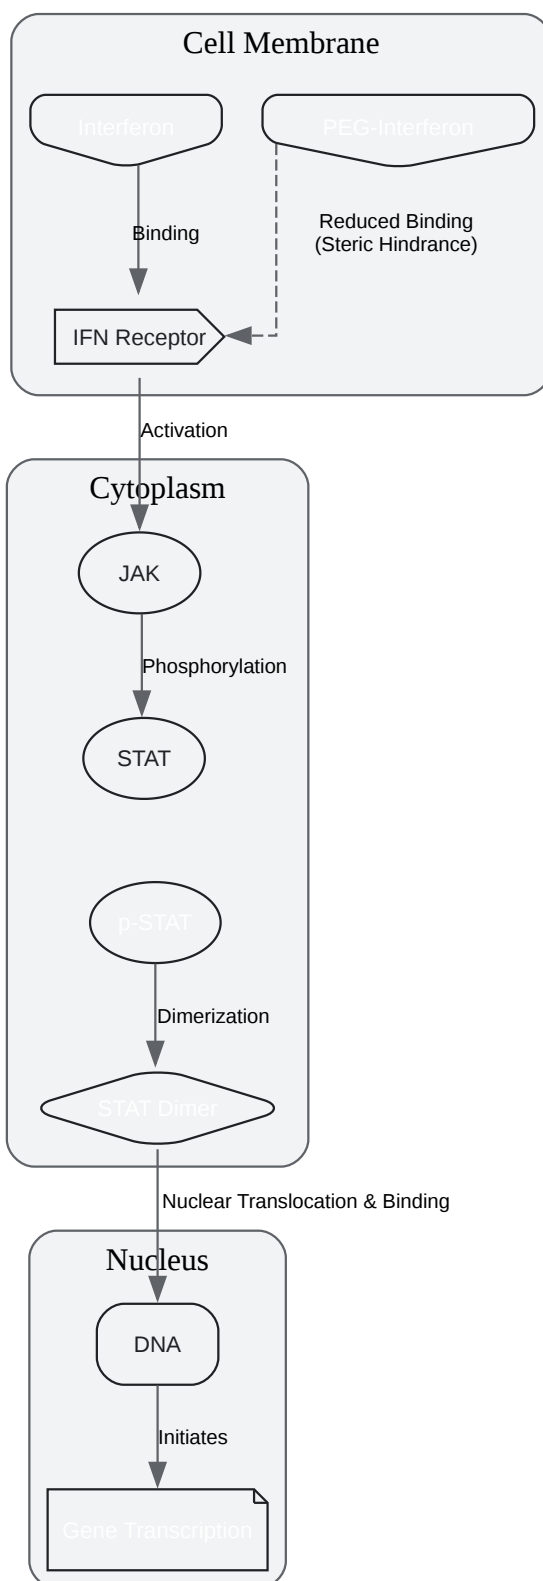 Cell Membrane
Interferon
PEG-Interferon
Binding
Reduced Binding
(Steric Hindrance)
IFN Receptor
Activation
Cytoplasm
JAK
Phosphorylation
STAT
p-STAT
Dimerization
STAT Dimer
Nuclear Translocation & Binding
Nucleus
DNA
Initiates
Gene Transcription